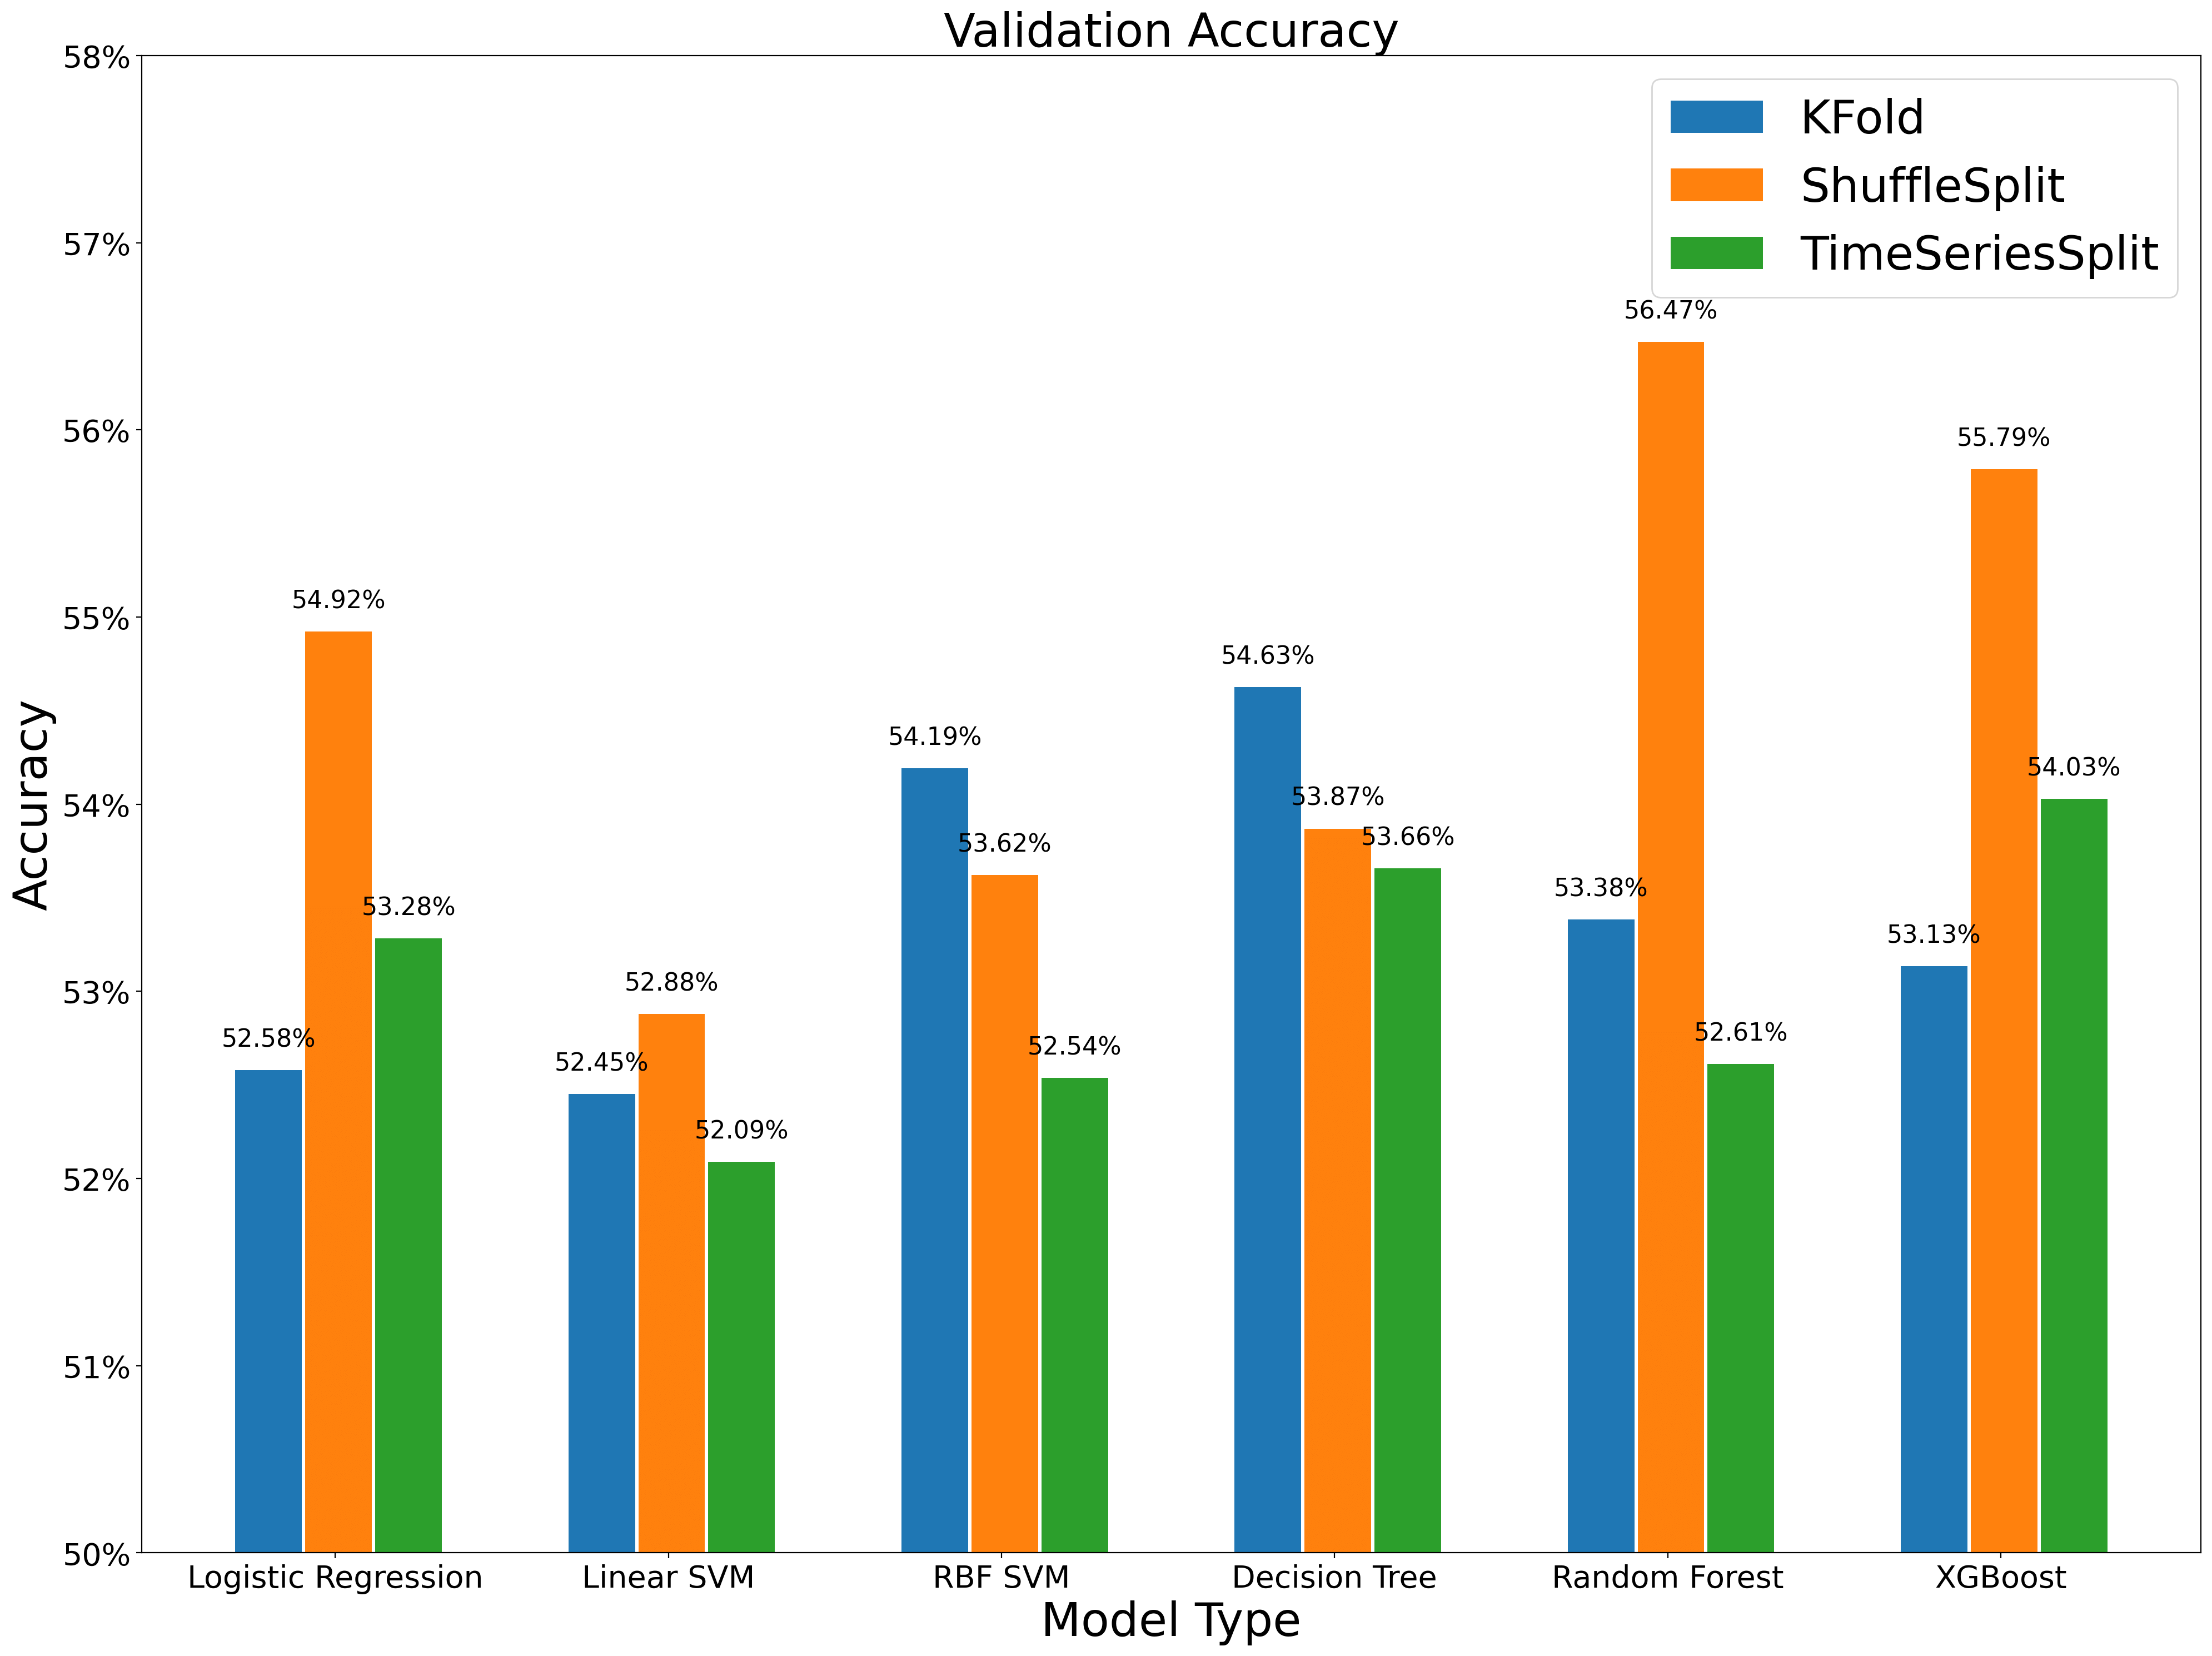 Validation Accuracy
KFold
ShuffleSplit
TimeSeriesSplit
Accuracy
58%
57%
56%
55%
54%
53%
52%
51%
50%
52.58%
54.92%
53.28%
52.45%
52.88%
52.09%
54.19%
53.62%
52.54%
54.63%
53.87%
53.66%
53.38%
56.47%
52.61%
53.13%
55.79%
54.03%
Logistic Regression
Linear SVM
RBF SVM
Decision Tree
Random Forest
XGBoost
Model Type